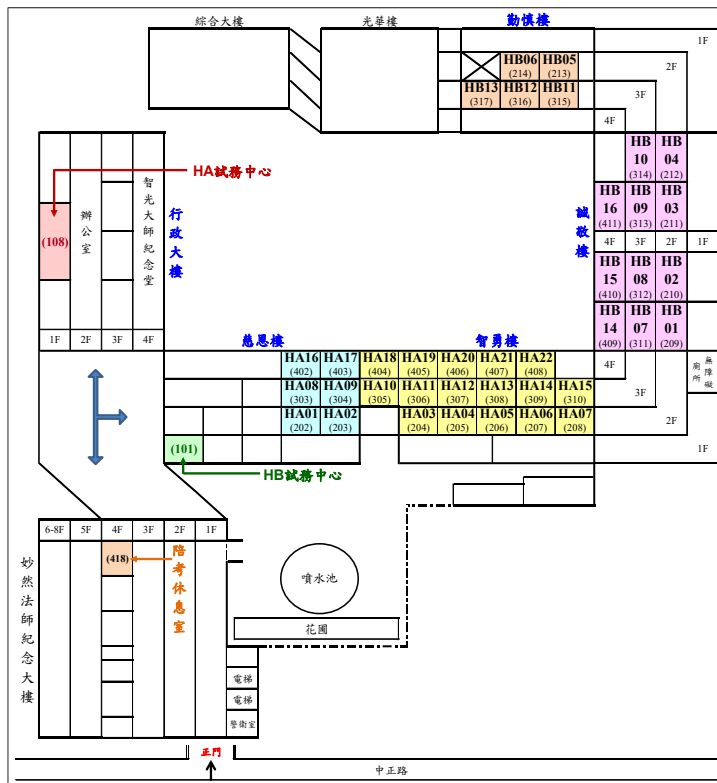 綜合大樓
光華樓
勤慎樓
1F
2F
3F
4F
HB06
(214)
HB05
(213)
HB13
(317)
HB12
(316)
HB11
(315)
HB
10
(314)
HB
04
(212)
HB
16
(411)
HB
09
(313)
HB
03
(211)
4F
3F
2F
1F
HB
15
(410)
HB
08
(312)
HB
02
(210)
HB
14
(409)
HB
07
(311)
HB
01
(209)
誠敬樓
HA試務中心
(108)
辦公室
智光大師紀念堂
行政大樓
1F
2F
3F
4F
慈恩樓
智勇樓
HA16
(402)
HA17
(403)
HA18
(404)
HA19
(405)
HA20
(406)
HA21
(407)
HA22
(408)
HA08
(303)
HA09
(304)
HA10
(305)
HA11
(306)
HA12
(307)
HA13
(308)
HA14
(309)
HA15
(310)
HA01
(202)
HA02
(203)
HA03
(204)
HA04
(205)
HA05
(206)
HA06
(207)
HA07
(208)
4F
3F
2F
1F
無障礙
廁所
(101)
HB試務中心
6-8F
5F
4F
3F
2F
1F
(418)
陪考休息室
妙然法師紀念大樓
噴水池
花圃
電梯
電梯
警衛室
正門
中正路